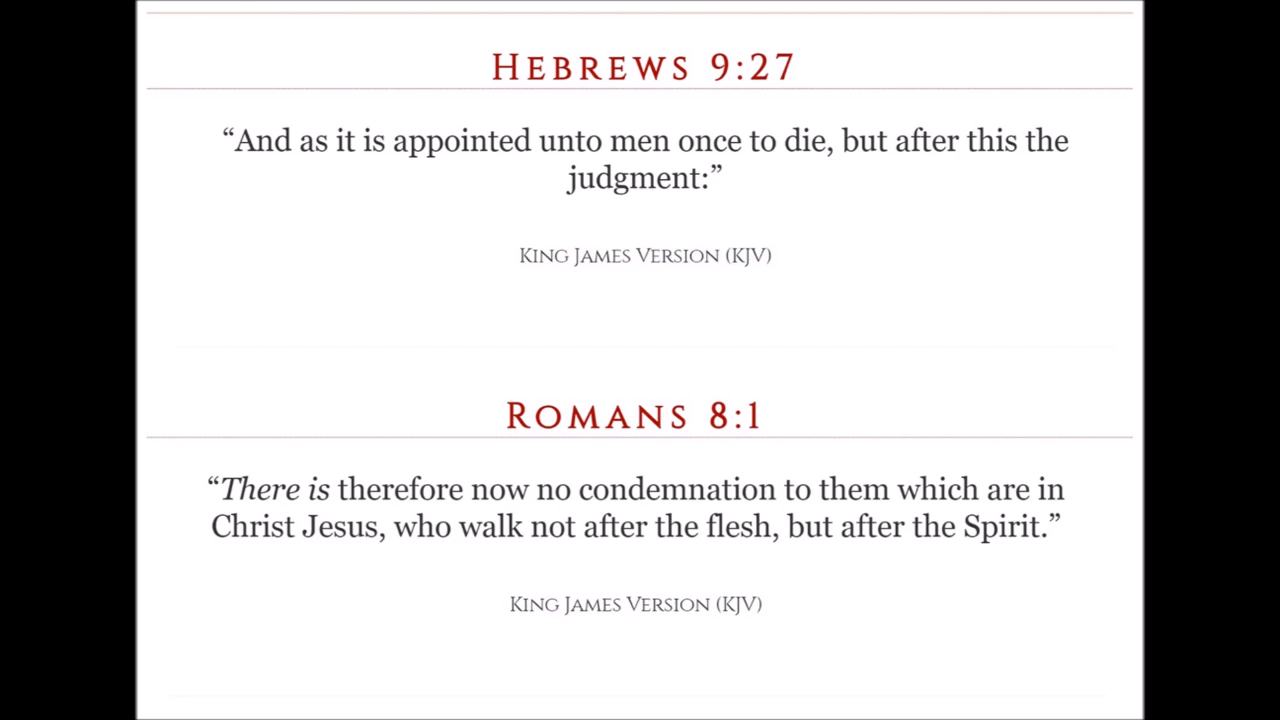 HEBREWS 9:27
“And as it is appointed unto men once to die, but after this the
judgment:”
KING JAMES VERSION (KJV)
ROMANS 8:1
“There is therefore now no condemnation to them which are in
Christ Jesus, who walk not after the flesh, but after the Spirit.”
KING JAMES VERSION (KJV)